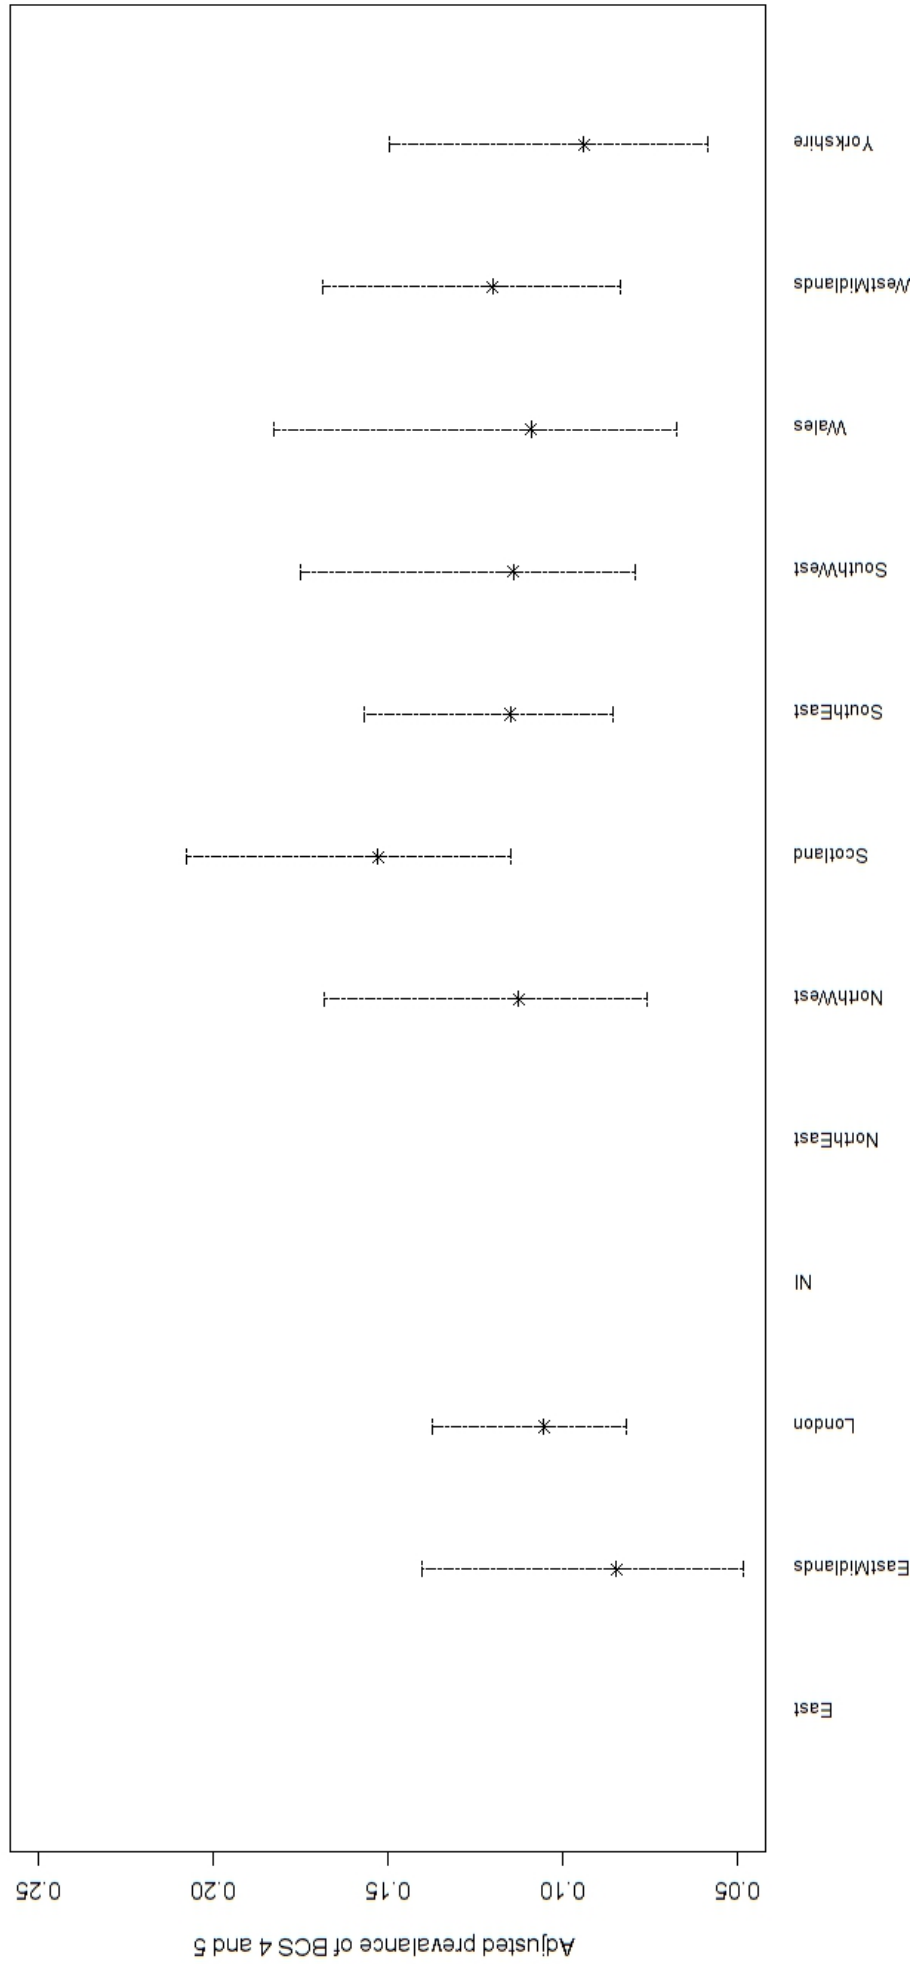 Adjusted prevalance of BCS 4 and 5
0.05
0.10
0.15
0.20
0.25
East
EastMidlands
London
NI
NorthEast
NorthWest
Scotland
SouthEast
SouthWest
Wales
WestMidlands
Yorkshire